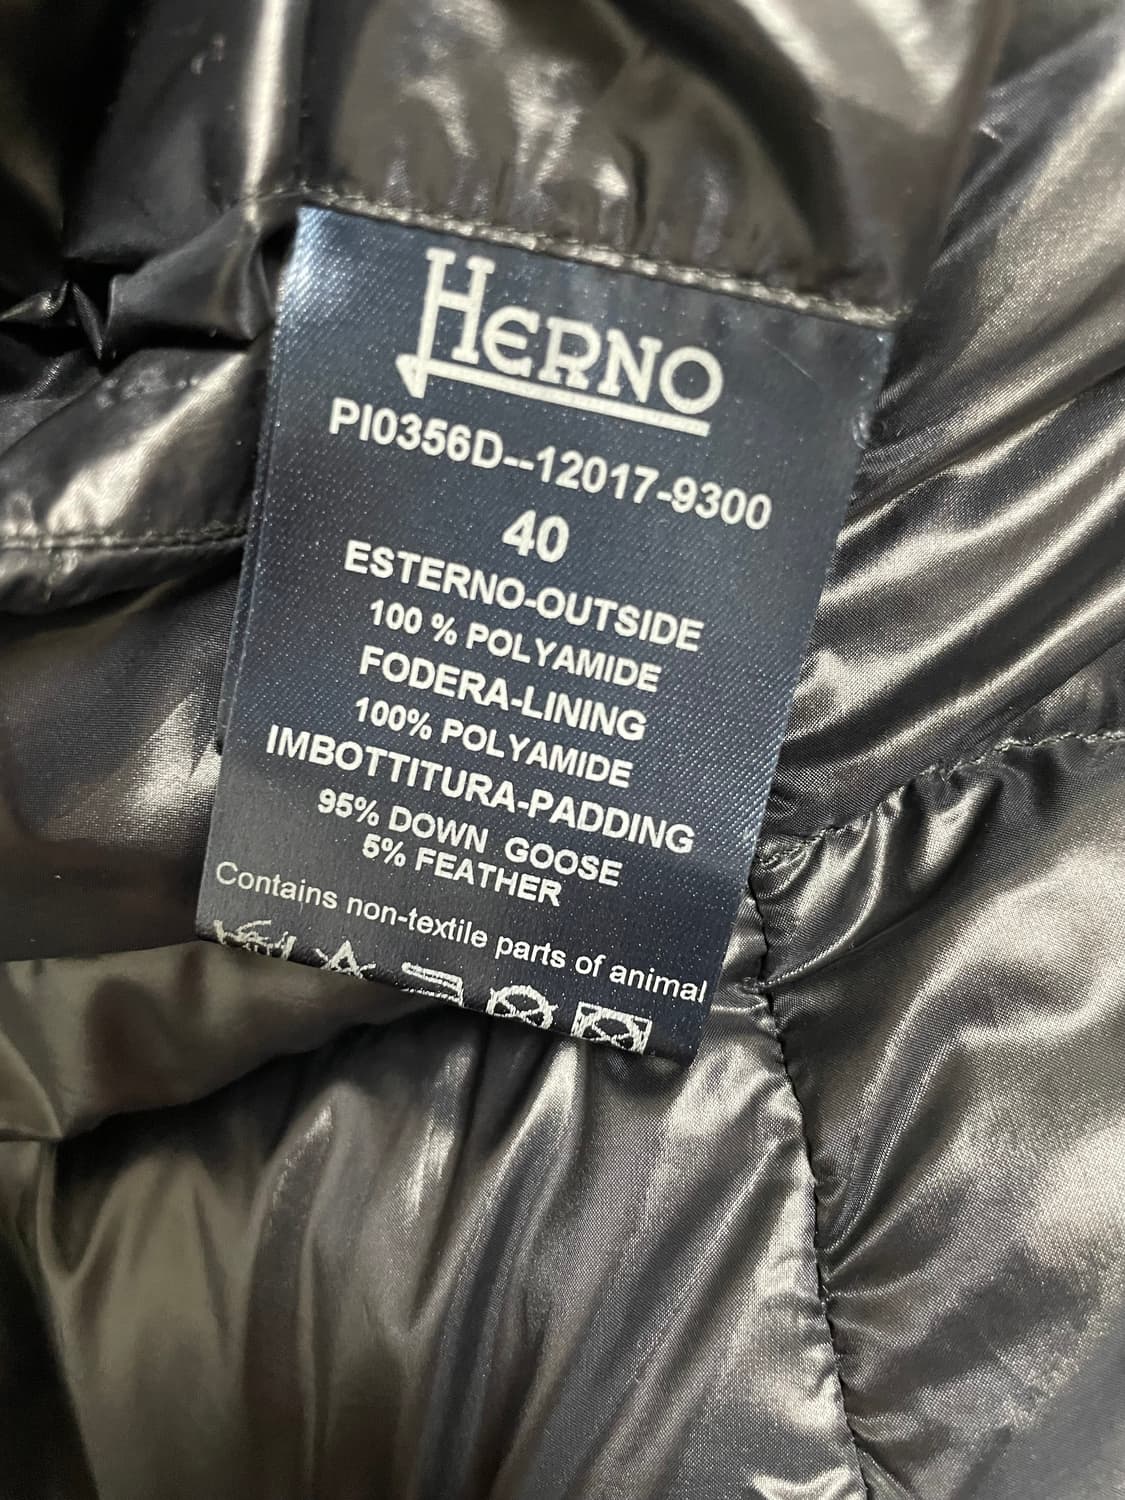 HERNO
PI0356D--12017-9300
40
ESTERNO-OUTSIDE
100 % POLYAMIDE
FODERA-LINING
100% POLYAMIDE
IMBOTTITURA-PADDING
95% DOWN GOOSE
5% FEATHER
Contains non-textile parts of animal